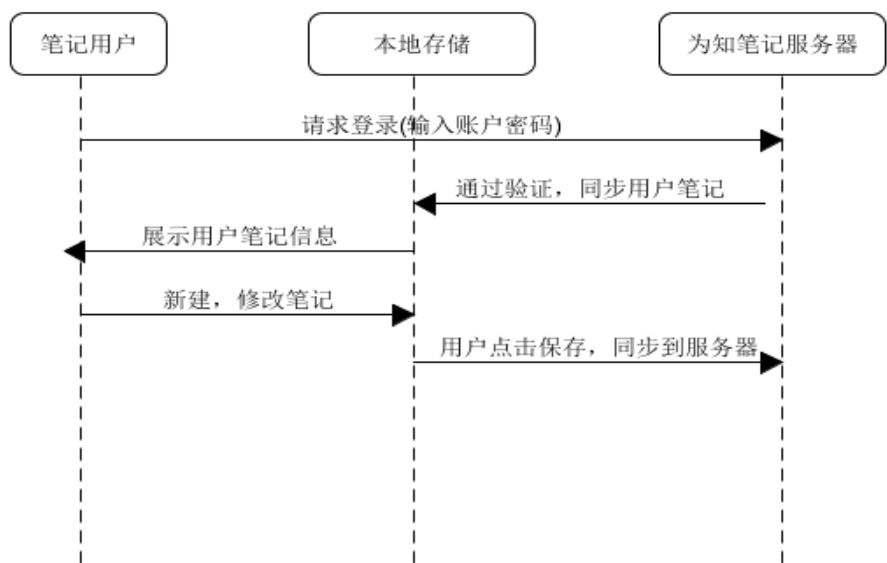 笔记用户
本地存储
为知笔记服务器
请求登录(输入账户密码)
通过验证，同步用户笔记
展示用户笔记信息
新建，修改笔记
用户点击保存，同步到服务器